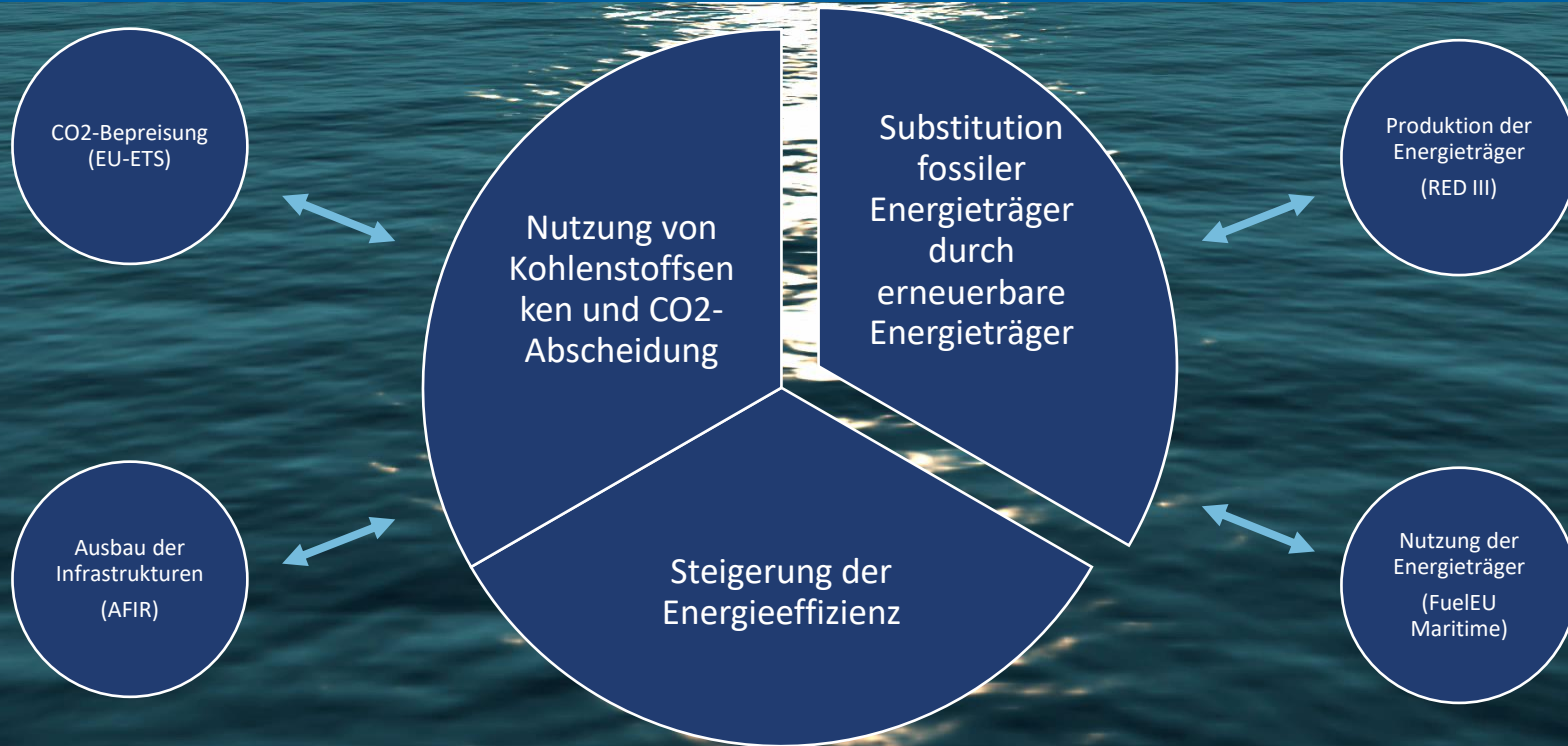 CO2-Bepreisung
(EU-ETS)
Nutzung von
Kohlenstoffsen
ken und CO2-
Abscheidung
Substitution
fossiler
Energieträger
durch
erneuerbare
Energieträger
Produktion der
Energieträger
(RED III)
Ausbau der
Infrastrukturen
(AFIR)
Steigerung der
Energieeffizienz
Nutzung der
Energieträger
(FuelEU
Maritime)